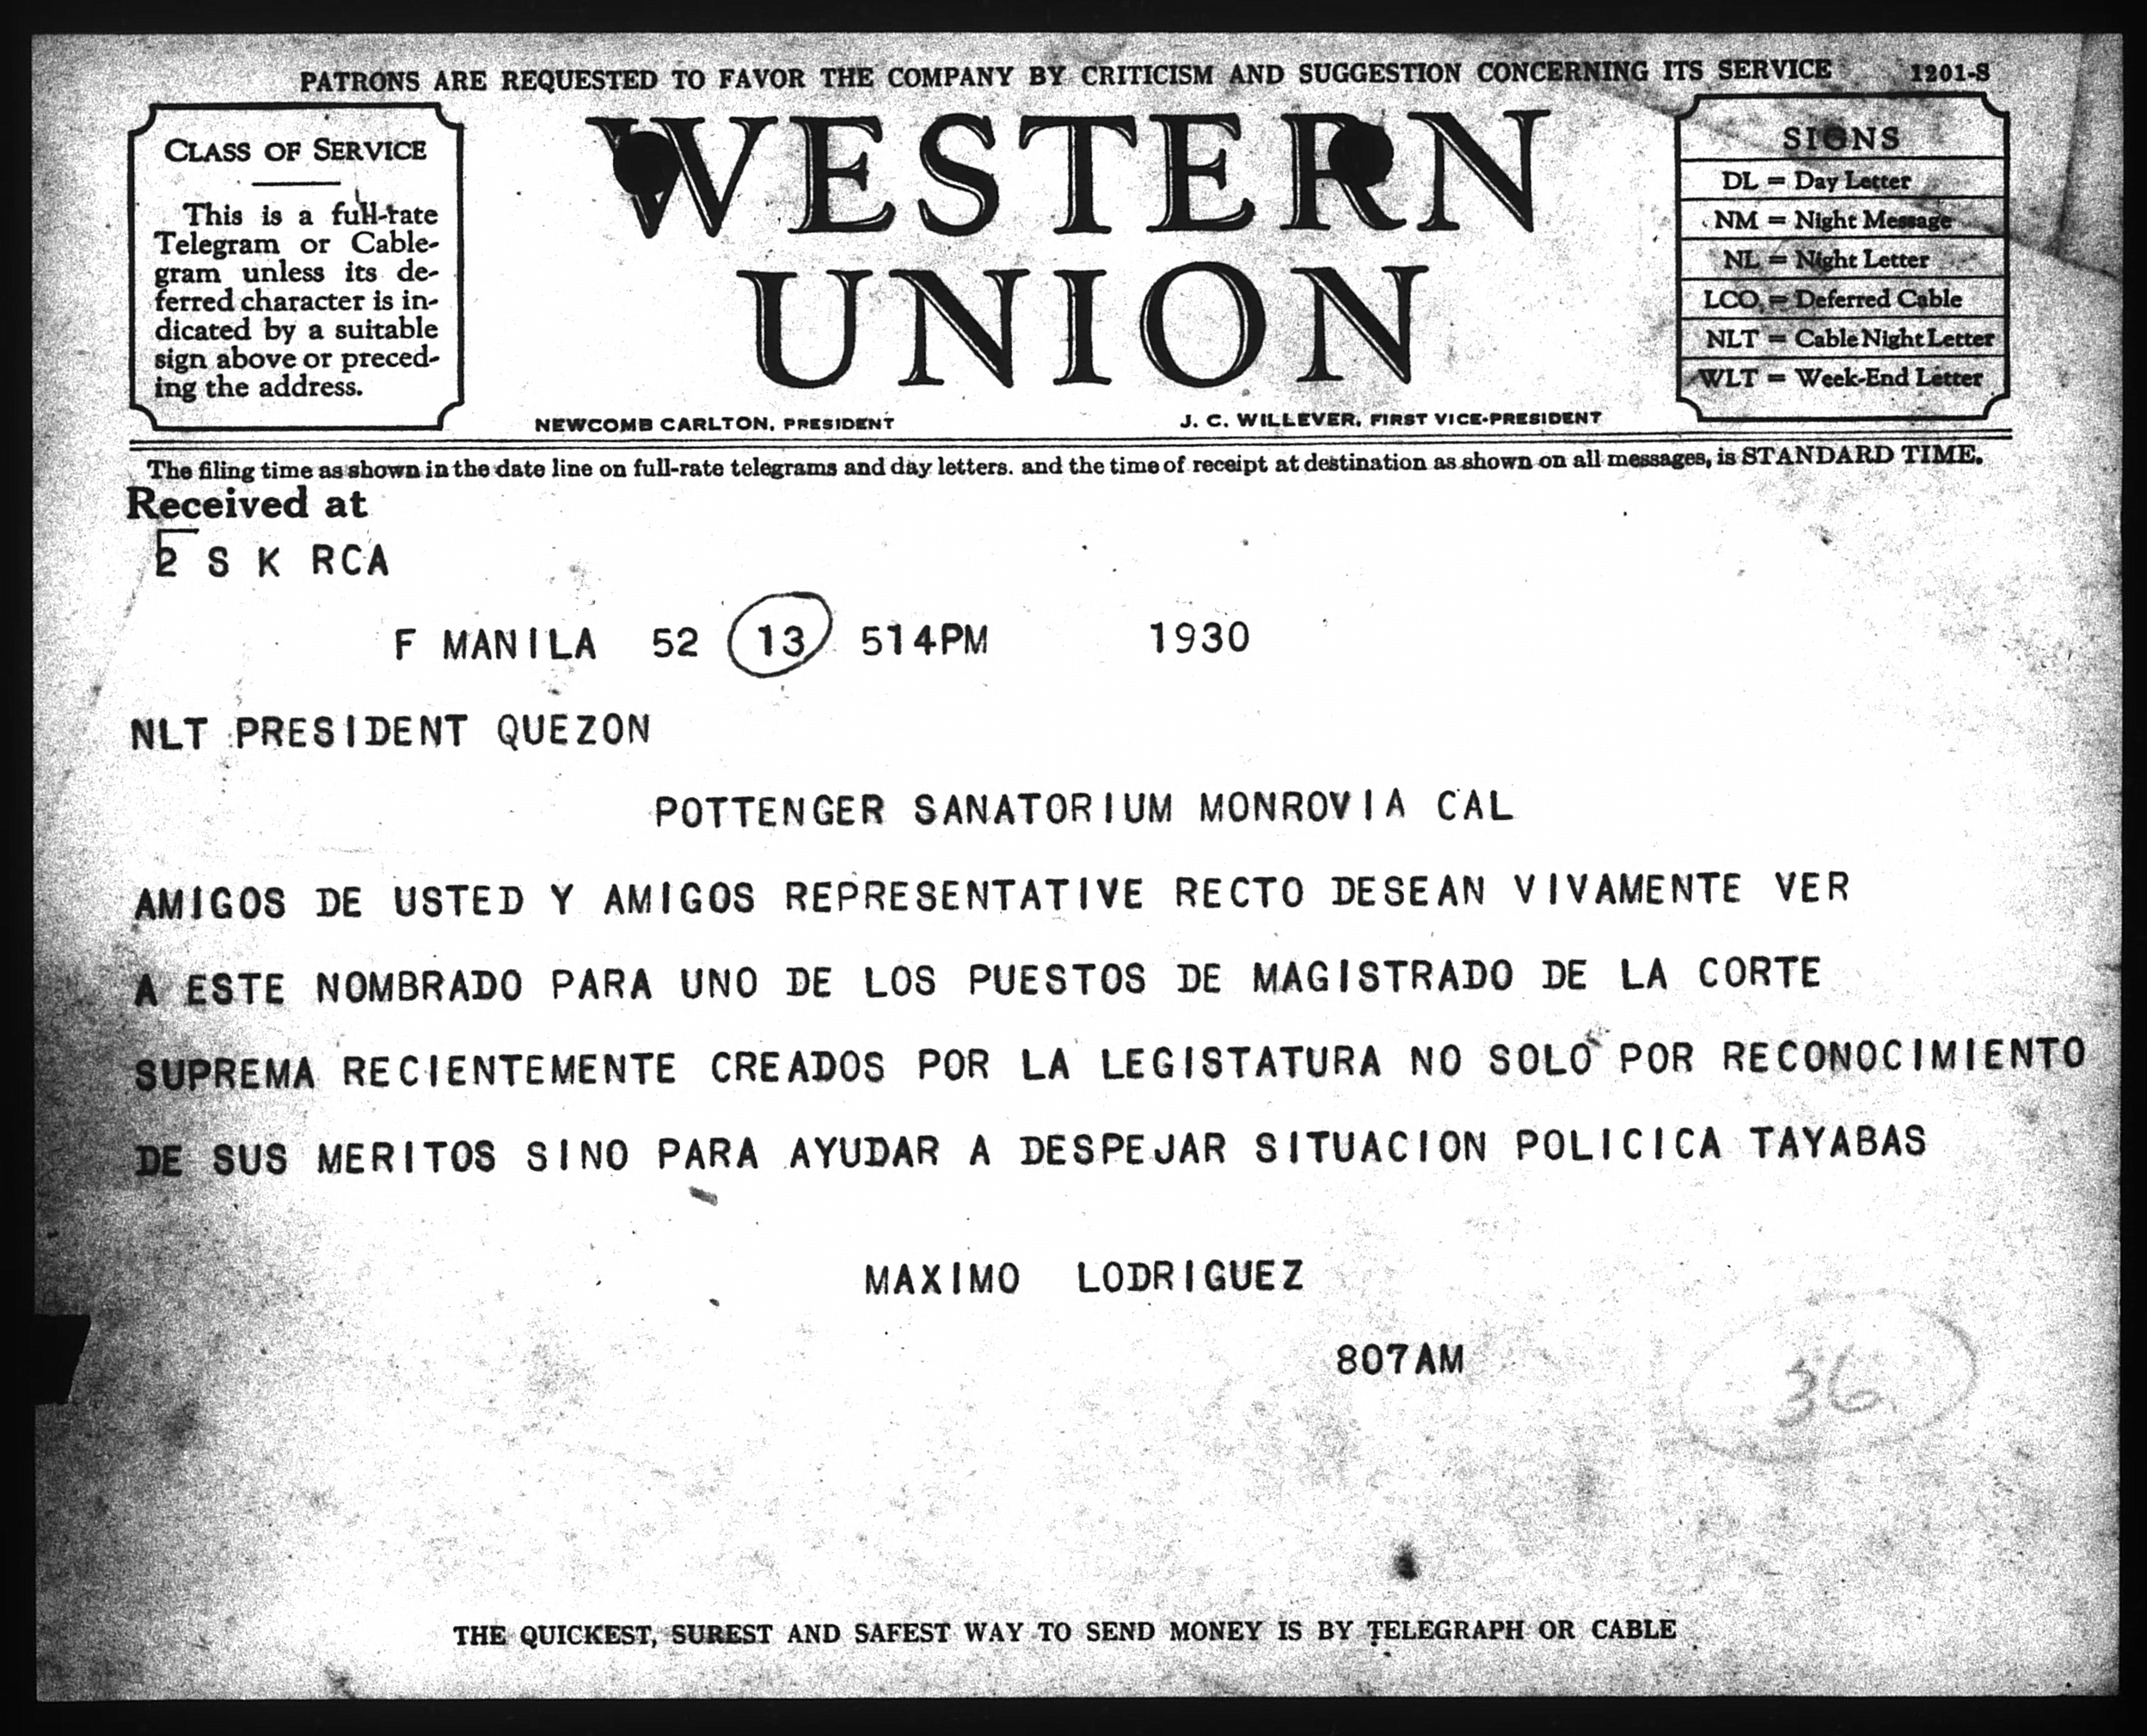 PATRONS ARE REQUESTED TO FAVOR THE COMPANY BY CRITICISM AND SUGGESTION CONCERNING ITS SERVICE 1201-S
CLASS OF SERVICE
This is a full-rate
Telegram or Cable-
gram unless its de-
ferred character is in-
dicated by a suitable
sign above or preced-
ing the address.
WESTERN
UNION
NEWCOMB CARLTON, PRESIDENT
J. C. WILLEVER, FIRST VICE-PRESIDENT
SIGNS
DL = Day Letter
NM = Night Message
NL = Night Letter
LCO = Deferred Cable
NLT = Cable Night Letter
WLT = Week-End Letter
The filing time as shown in the date line on full-rate telegrams and day letters, and the time of receipt at destination as shown on all messages, is STANDARD TIME.
Received at
2 S K RCA
F MANILA 52 13 514PM 1930
NLT PRESIDENT QUEZON
POTTENGER SANATORIUM MONROVIA CAL
AMIGOS DE USTED Y AMIGOS REPRESENTATIVE RECTO DESEAN VIVAMENTE VER
A ESTE NOMBRADO PARA UNO DE LOS PUESTOS DE MAGISTRADO DE LA CORTE
SUPREMA RECIENTEMENTE CREADOS POR LA LEGISTATURA NO SOLO POR RECONOCIMIENTO
DE SUS MERITOS SINO PARA AYUDAR A DESPEJAR SITUACION POLICICA TAYABAS
MAXIMO LODRIGUEZ
807AM
36
THE QUICKEST, SUREST AND SAFEST WAY TO SEND MONEY IS BY TELEGRAPH OR CABLE